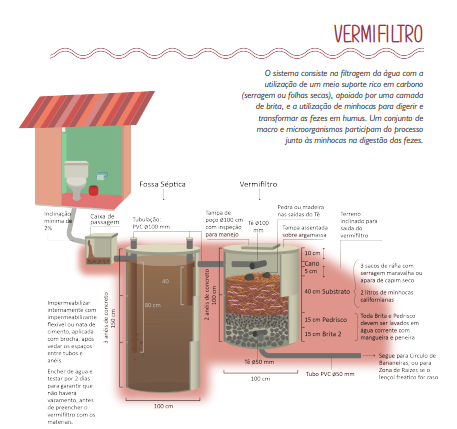 VERMIFILTRO
O sistema consiste na filtragem da água com a
utilização de um meio suporte rico em carbono
(serragem ou folhas secas), apoiado por uma camada
de brita, e a utilização de minhocas para digerir e
transformar as fezes em humus. Um conjunto de
macro e microorganismos participam do processo
junto às minhocas na digestão das fezes.
Fossa Séptica
Vermifiltro
Inclinação
mínima de
2%
Caixa de
passagem
Tubulação:
PVC Ø100 mm
Tampa de
poço Ø100 cm
com inspeção
para manejo
Tê Ø100
mm
Pedra ou madeira
nas saídas do Tê
Tampa assentada
sobre argamassa
Terreno
inclinado para
saída do
vermifiltro
10 cm
Cano
5 cm
40 cm Substrato
15 cm Pedrisco
15 cm Brita 2
3 sacos de ráfia com
serragem maravalha ou
apara de capim seco
2 litros de minhocas
californianas
Toda Brita e Pedrisco
devem ser lavados em
água corrente com
mangueira e peneira
40
80 cm
3 anéis de concreto
150 cm
2 anéis de concreto
100 cm
Impermeabilizar
internamente com
impermeabilizante
flexível ou nata de
cimento, aplicada
com brocha, após
vedar os espaços
entre tubos e
anéis.
Encher de agua e
testar por 2 dias
para garantir que
não haverá
vazamento, antes
de preencher o
vermifiltro com os
materiais.
100 cm
Tê Ø50 mm
100 cm
Tubo PVC Ø50 mm
Segue para Círculo de
Bananeiras, ou para
Zona de Raízes se o
lençol freático for raso